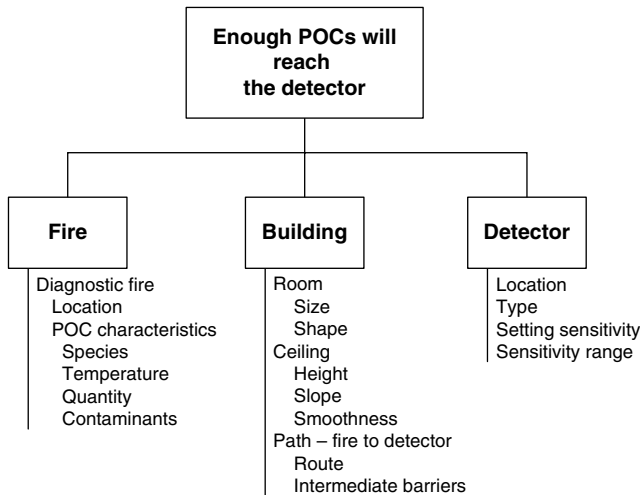 Enough POCs will
reach
the detector
Fire
Diagnostic fire
Location
POC characteristics
Species
Temperature
Quantity
Contaminants
Building
Room
Size
Shape
Ceiling
Height
Slope
Smoothness
Path – fire to detector
Route
Intermediate barriers
Detector
Location
Type
Setting sensitivity
Sensitivity range